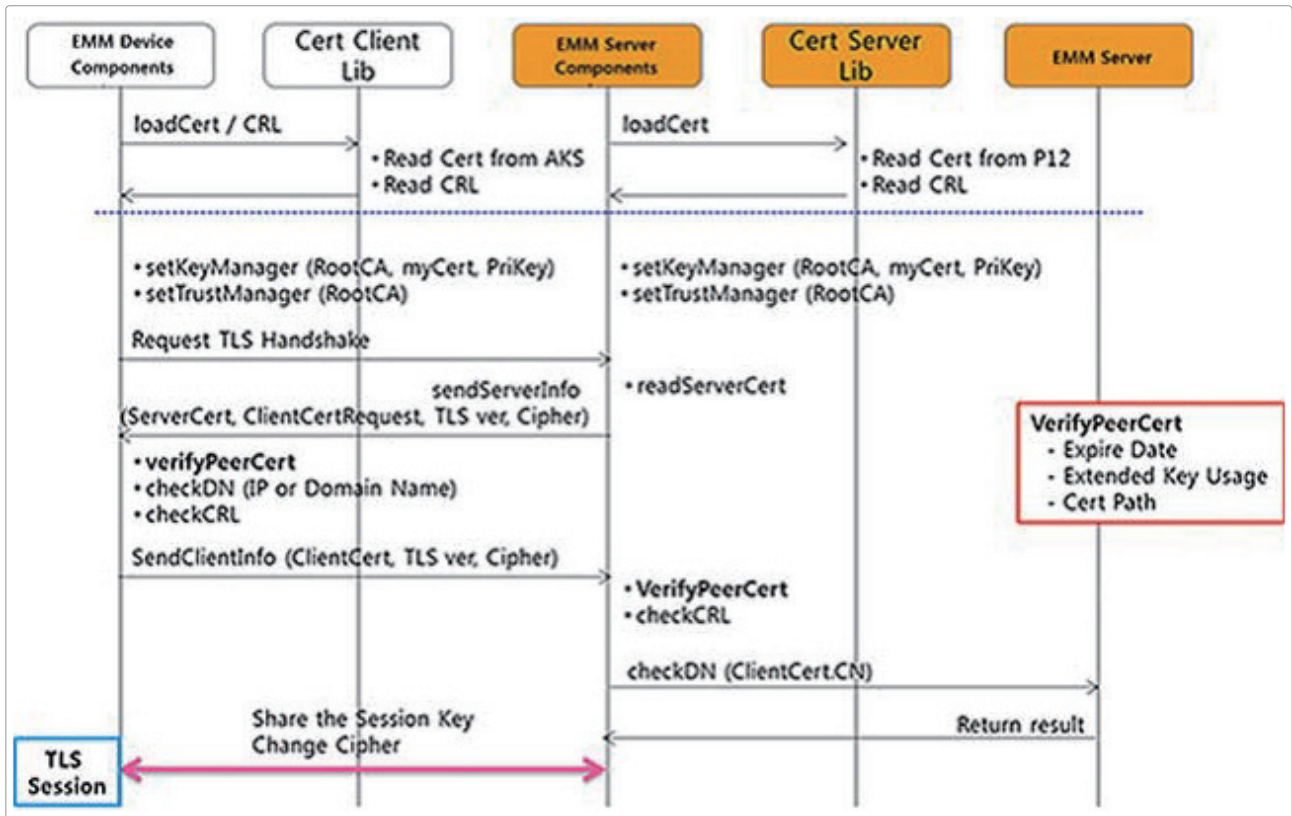 EMM Device
Components
Cert Client
Lib
EMM Server
Components
Cert Server
Lib
EMM Server
loadCert / CRL
• Read Cert from AKS
• Read CRL
loadCert
• Read Cert from P12
• Read CRL
• setKeyManager (RootCA, myCert, PriKey)
• setTrustManager (RootCA)
• setKeyManager (RootCA, myCert, PriKey)
• setTrustManager (RootCA)
Request TLS Handshake
• readServerCert
sendServerInfo
(ServerCert, ClientCertRequest, TLS ver, Cipher)
• verifyPeerCert
• checkDN (IP or Domain Name)
• checkCRL
VerifyPeerCert
- Expire Date
- Extended Key Usage
- Cert Path
SendClientInfo (ClientCert, TLS ver, Cipher)
• VerifyPeerCert
• checkCRL
checkDN (ClientCert.CN)
Return result
Share the Session Key
Change Cipher
TLS
Session